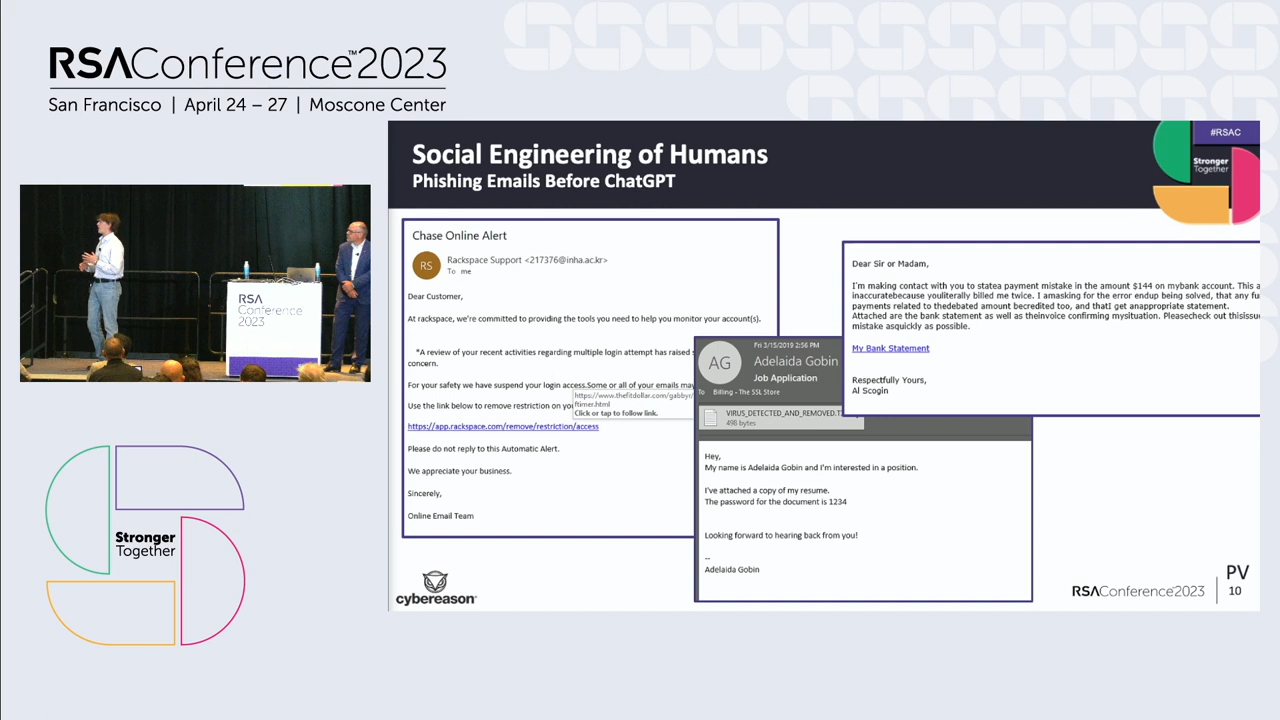 RSAConference™2023
San Francisco | April 24 – 27 | Moscone Center
Social Engineering of Humans
Phishing Emails Before ChatGPT
#RSAC
Stronger
Together
Chase Online Alert
RS
Rackspace Support <217376@inha.ac.kr>
To me
Dear Customer,
At rackspace, we're committed to providing the tools you need to help you monitor your account(s).
*A review of your recent activities regarding multiple login attempt has raised
concern.
For your safety we have suspend your login access.Some or all of your emails may
Use the link below to remove restriction on
https://www.thefitdollar.com/gabbyr/
ftimer.html
Click or tap to follow link.
https://app.rackspace.com/remove/restriction/access
Please do not reply to this Automatic Alert.
We appreciate your business.
Sincerely,
Online Email Team
AG
Fri 3/15/2019 2:56 PM
Adelaida Gobin
Job Application
To Billing - The SSL Store
VIRUS_DETECTED_AND_REMOVED.T
498 bytes
Hey,
My name is Adelaida Gobin and I'm interested in a position.
I've attached a copy of my resume.
The password for the document is 1234
Looking forward to hearing back from you!
--
Adelaida Gobin
Dear Sir or Madam,
I'm making contact with you to statea payment mistake in the amount $144 on mybank account. This a
inaccuratebecause youliterally billed me twice. I amasking for the error endup being solved, that any fu
payments related to thedebated amount becredited too, and thatI get anappropriate statement.
Attached are the bank statement as well as theinvoice confirming mysituation. Pleasecheck out thisissu
mistake asquickly as possible.
My Bank Statement
Respectfully Yours,
Al Scogin
cybereason
RSAConference2023
PV
10
RSA
Conference
2023
Stronger
Together